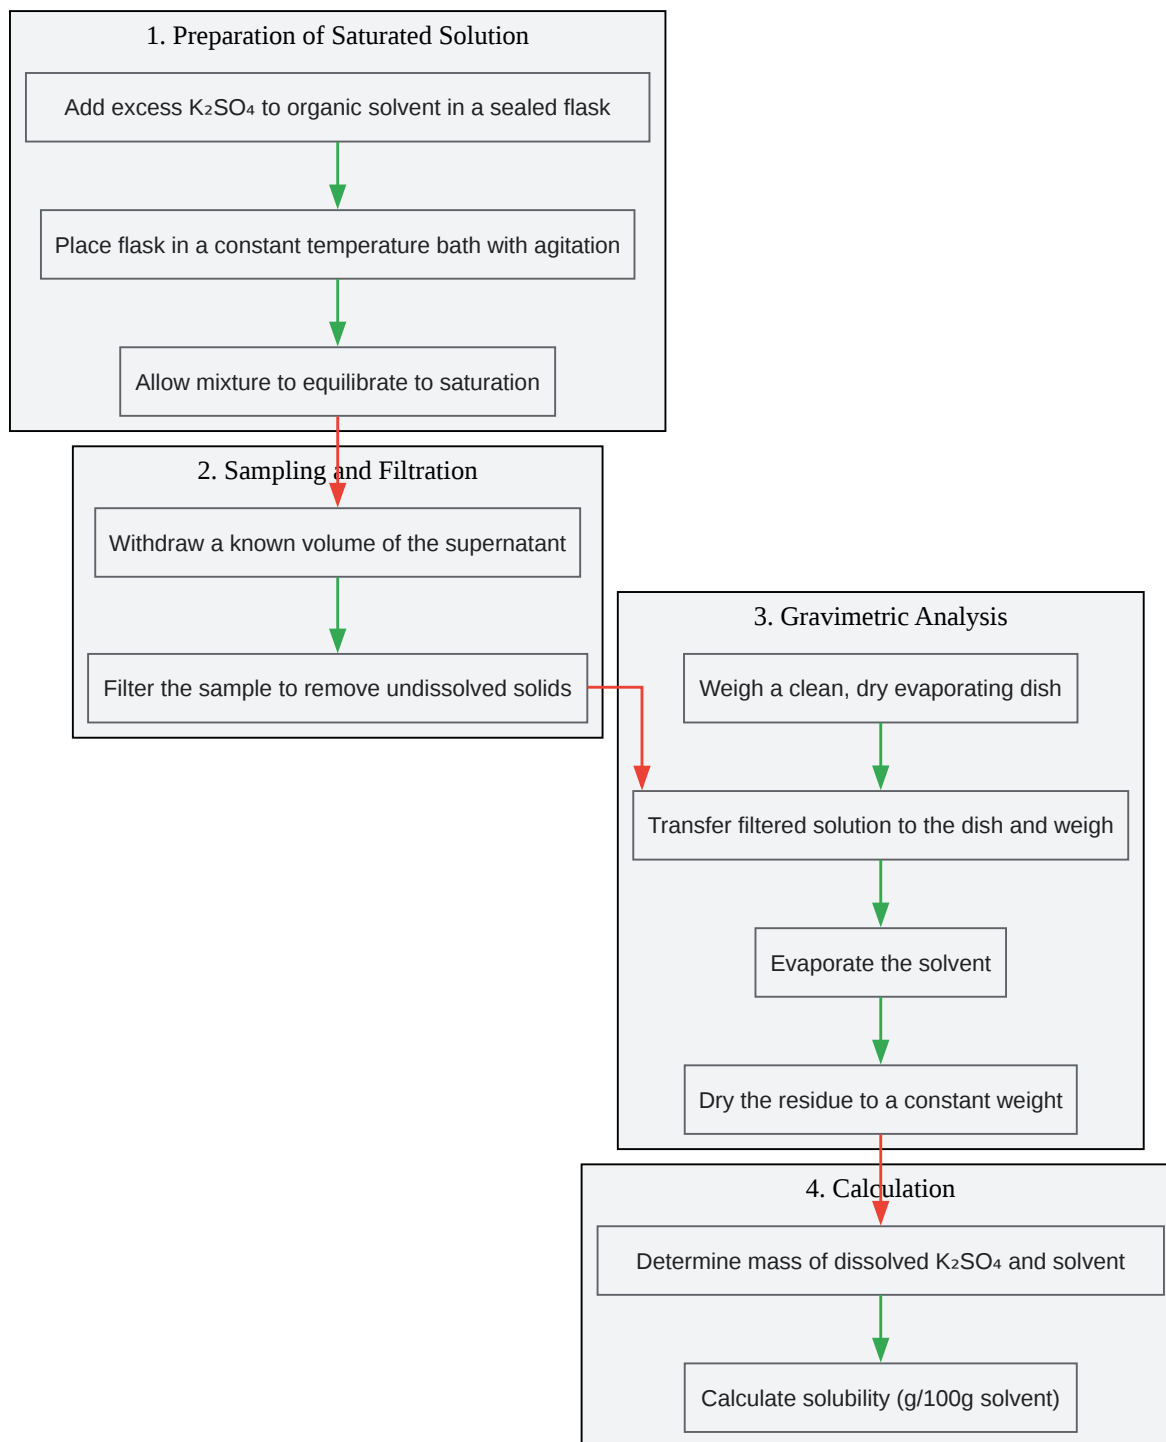 1. Preparation of Saturated Solution
Add excess K₂SO₄ to organic solvent in a sealed flask
Place flask in a constant temperature bath with agitation
Allow mixture to equilibrate to saturation
2. Sampling and Filtration
Withdraw a known volume of the supernatant
Filter the sample to remove undissolved solids
3. Gravimetric Analysis
Weigh a clean, dry evaporating dish
Transfer filtered solution to the dish and weigh
Evaporate the solvent
Dry the residue to a constant weight
4. Calculation
Determine mass of dissolved K₂SO₄ and solvent
Calculate solubility (g/100g solvent)